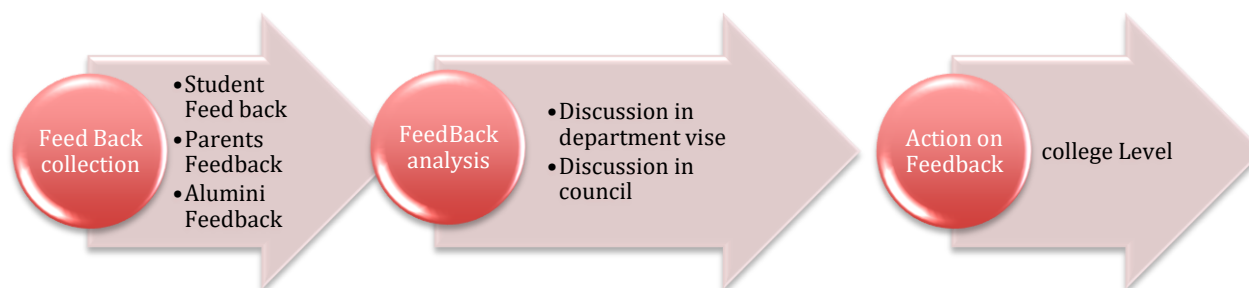 Feed Back
collection
•Student
Feed back
•Parents
Feedback
•Alumini
Feedback
FeedBack
analysis
•Discussion in
department vise
•Discussion in
council
Action on
Feedback
college Level